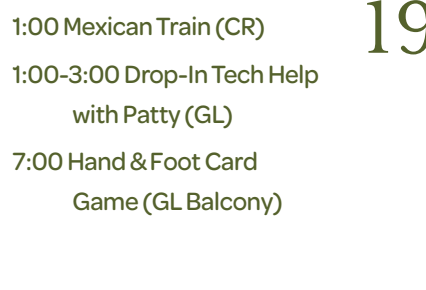 1:00 Mexican Train (CR)
19
1:00-3:00 Drop-In Tech Help
with Patty (GL)
7:00 Hand & Foot Card
Game (GL Balcony)